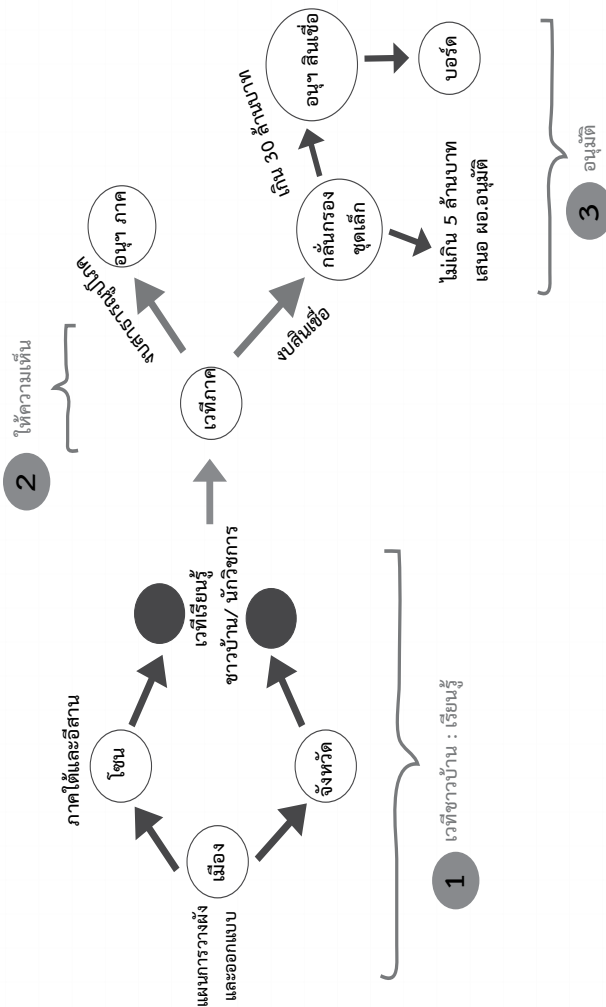 แผนการวางผัง
และออกแบบ
เมือง
ภาคใต้และอีสาน
โซน
จังหวัด
เวทีเรียนรู้
ชาวบ้าน/ นักวิชาการ
1
เวทีชาวบ้าน : เรียนรู้
2
ให้ความเห็น
เวทีภาค
งบสาธารณูปโภค
อนุฯ ภาค
งบสินเชื่อ
กลั่นกรอง
ชุดเล็ก
เกิน 30 ล้านบาท
อนุฯ สินเชื่อ
บอร์ด
ไม่เกิน 5 ล้านบาท
เสนอ ผอ.อนุมัติ
3
อนุมัติ